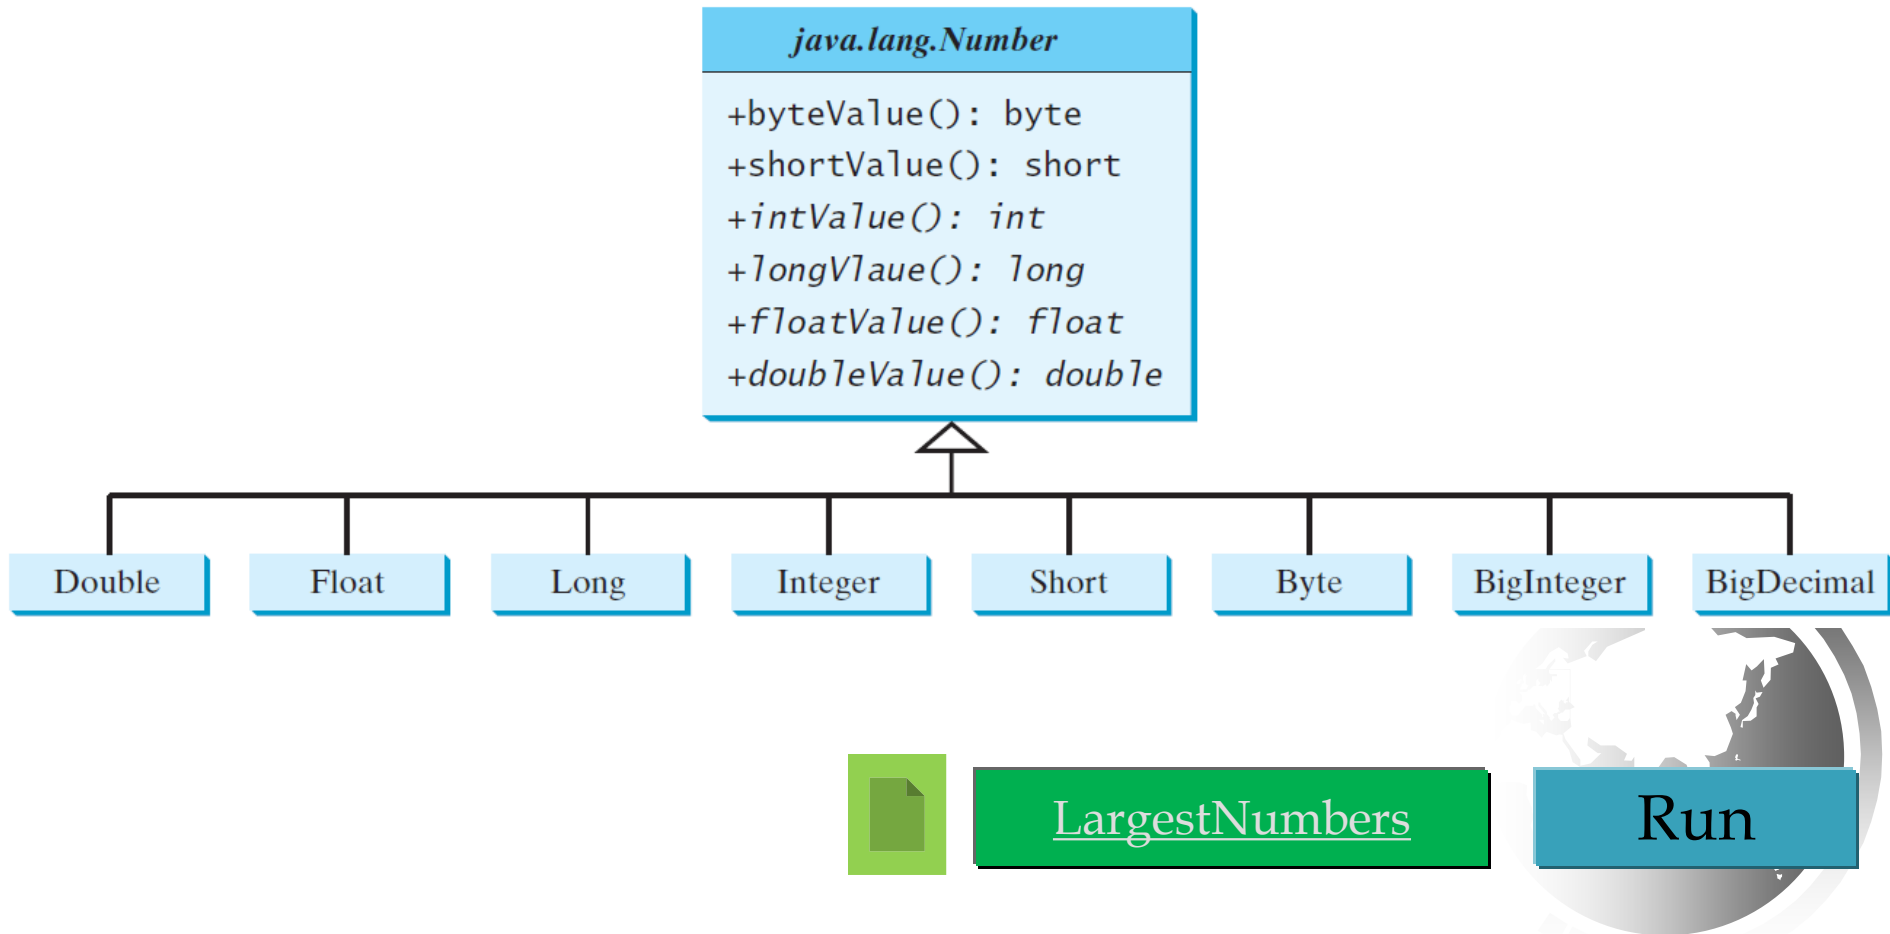 java.lang.Number
+byteValue(): byte
+shortValue(): short
+intValue(): int
+longVlaue(): long
+floatValue(): float
+doubleValue(): double
Double Float Long Integer Short Byte BigInteger BigDecimal
LargestNumbers Run